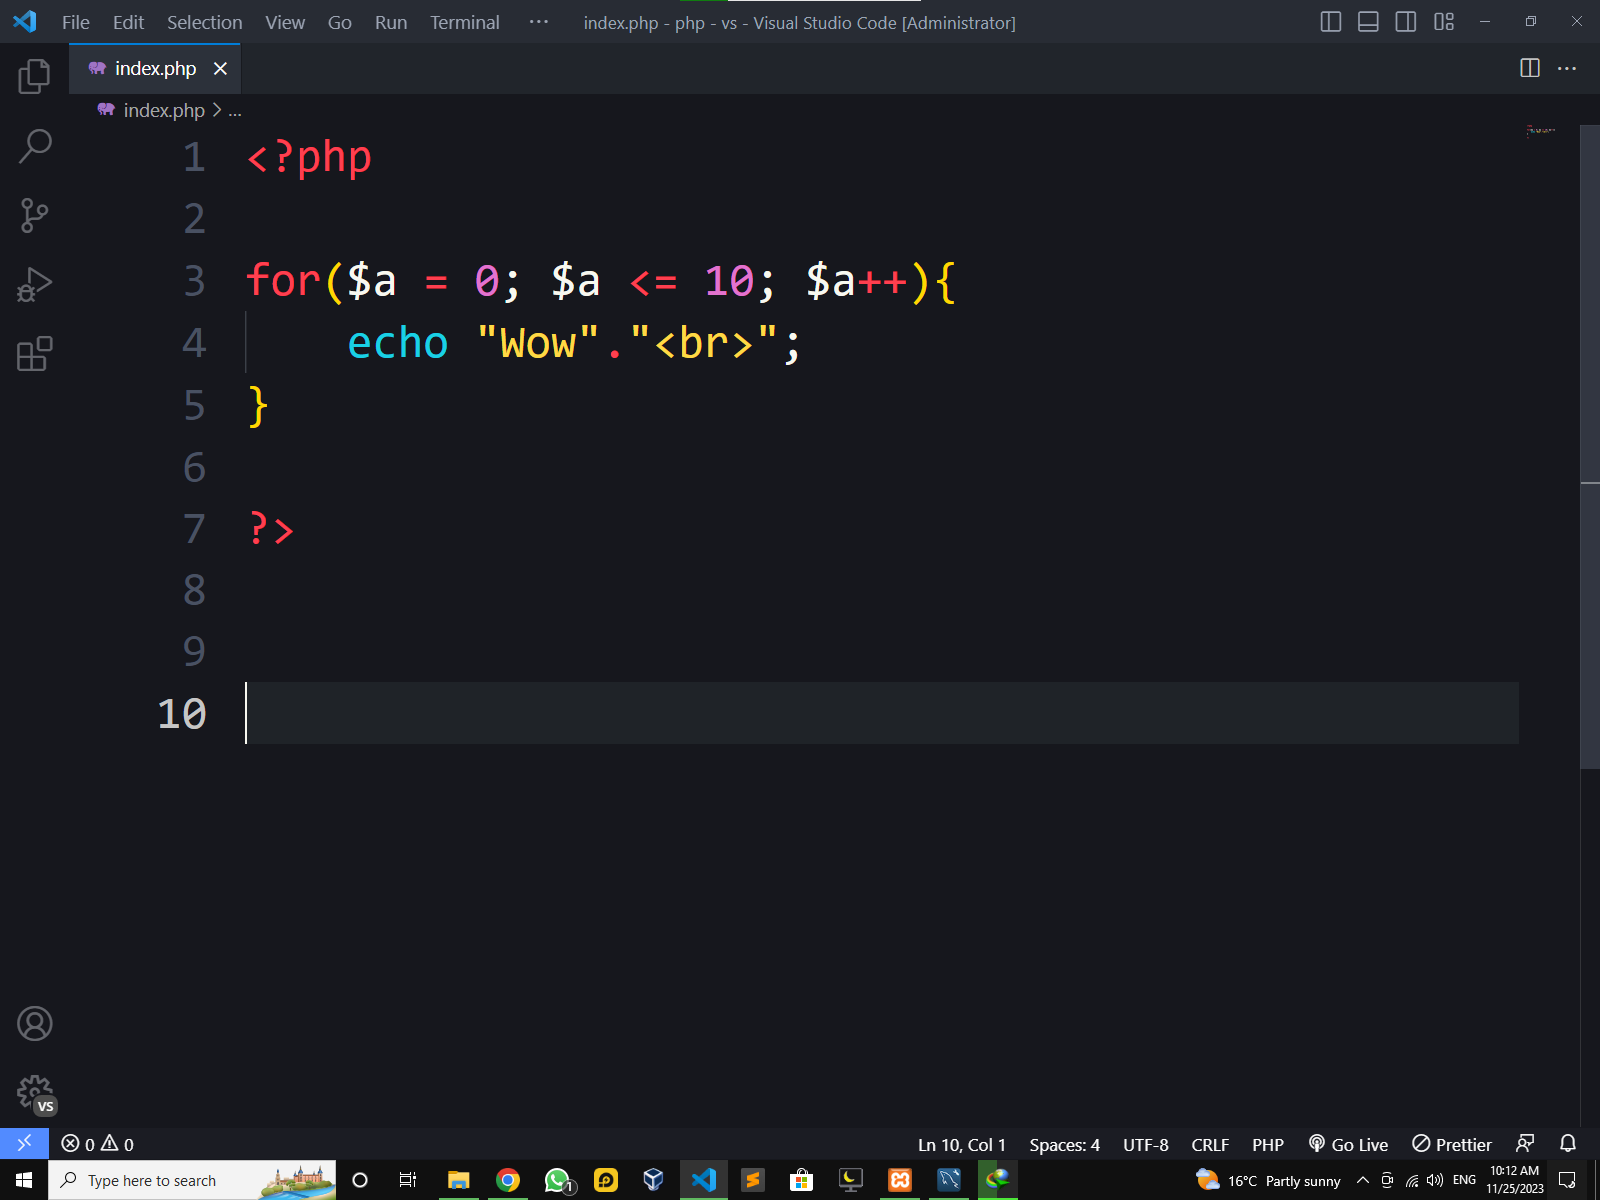 File Edit Selection View Go Run Terminal ··· index.php - php - vs - Visual Studio Code [Administrator]
index.php
index.php > ...
1 <?php
2
3 for($a = 0; $a <= 10; $a++){
4     echo "Wow"."<br>";
5 }
6
7 ?>
8
9
10
VS
0 0 Ln 10, Col 1 Spaces: 4 UTF-8 CRLF PHP Go Live Prettier
Type here to search 1 16°C Partly sunny ENG 10:12 AM
11/25/2023